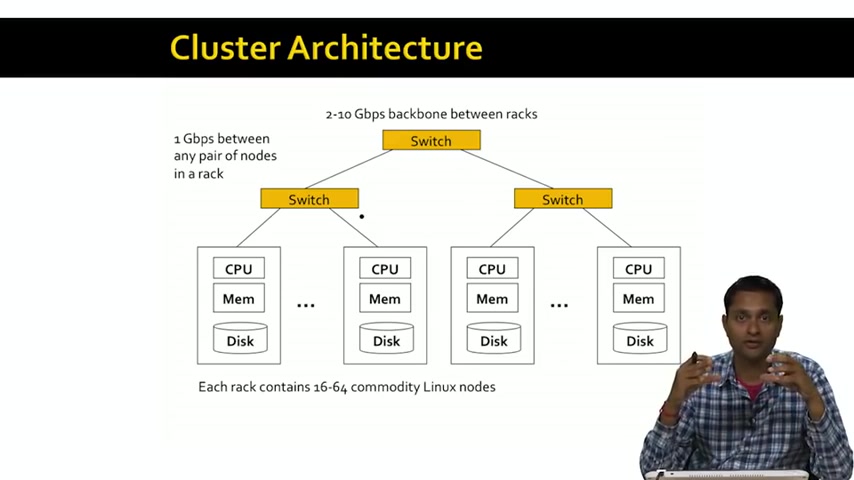 Cluster Architecture
2-10 Gbps backbone between racks
Switch
1 Gbps between
any pair of nodes
in a rack
Switch
Switch
CPU
Mem
Disk
...
CPU
Mem
Disk
CPU
Mem
Disk
...
CPU
Mem
Disk
Each rack contains 16-64 commodity Linux nodes